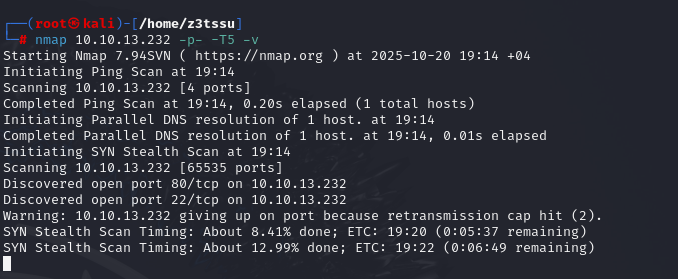 ┌──(root㉿kali)-[/home/z3tssu]
└─# nmap 10.10.13.232 -p- -T5 -v
Starting Nmap 7.94SVN ( https://nmap.org ) at 2025-10-20 19:14 +04
Initiating Ping Scan at 19:14
Scanning 10.10.13.232 [4 ports]
Completed Ping Scan at 19:14, 0.20s elapsed (1 total hosts)
Initiating Parallel DNS resolution of 1 host. at 19:14
Completed Parallel DNS resolution of 1 host. at 19:14, 0.01s elapsed
Initiating SYN Stealth Scan at 19:14
Scanning 10.10.13.232 [65535 ports]
Discovered open port 80/tcp on 10.10.13.232
Discovered open port 22/tcp on 10.10.13.232
Warning: 10.10.13.232 giving up on port because retransmission cap hit (2).
SYN Stealth Scan Timing: About 8.41% done; ETC: 19:20 (0:05:37 remaining)
SYN Stealth Scan Timing: About 12.99% done; ETC: 19:22 (0:06:49 remaining)